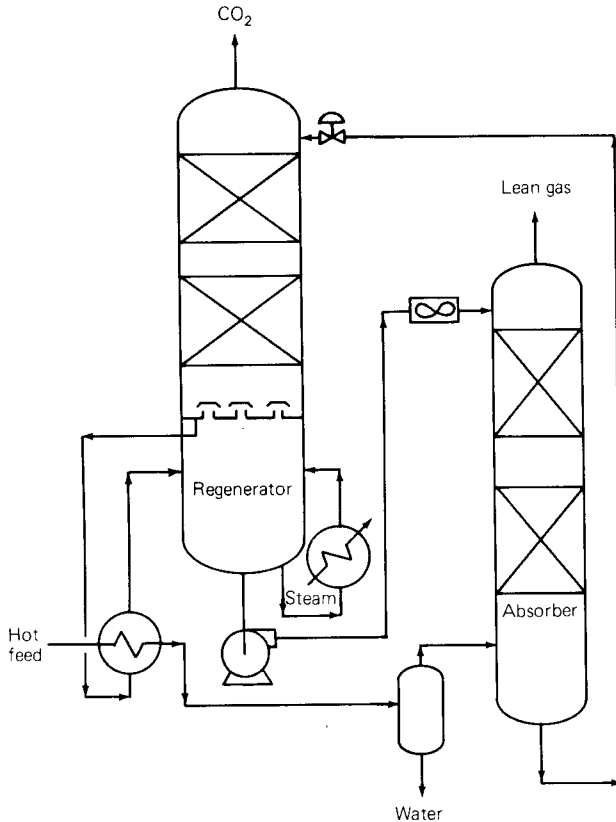 CO₂
Lean gas
Regenerator
Steam
Absorber
Hot
feed
Water